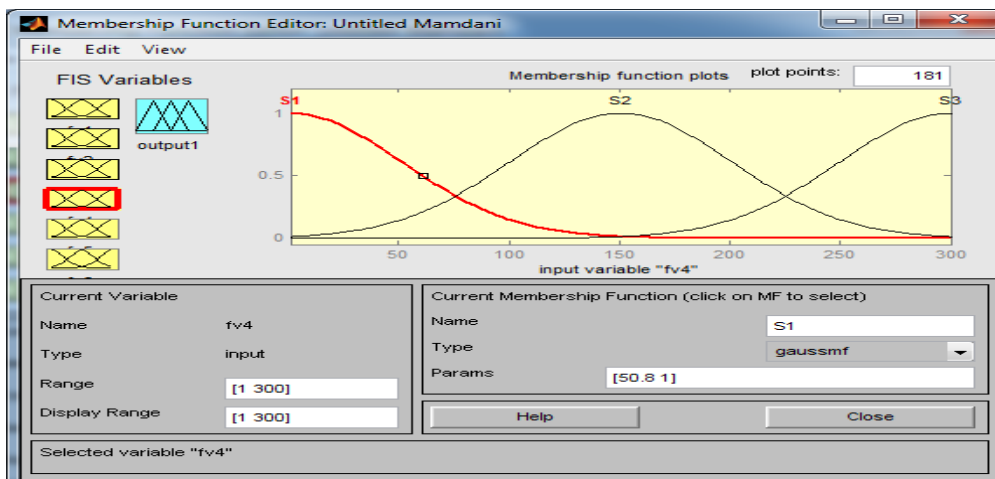 Membership Function Editor: Untitled Mamdani
File Edit View
FIS Variables
output1
Membership function plots
plot points:
181
S1
S2
S3
1
0.5
0
50
100
150
200
250
300
input variable "fv4"
Current Variable
Name
fv4
Type
input
Range
[1 300]
Display Range
[1 300]
Current Membership Function (click on MF to select)
Name
S1
Type
gaussmf
Params
[50.8 1]
Help
Close
Selected variable "fv4"